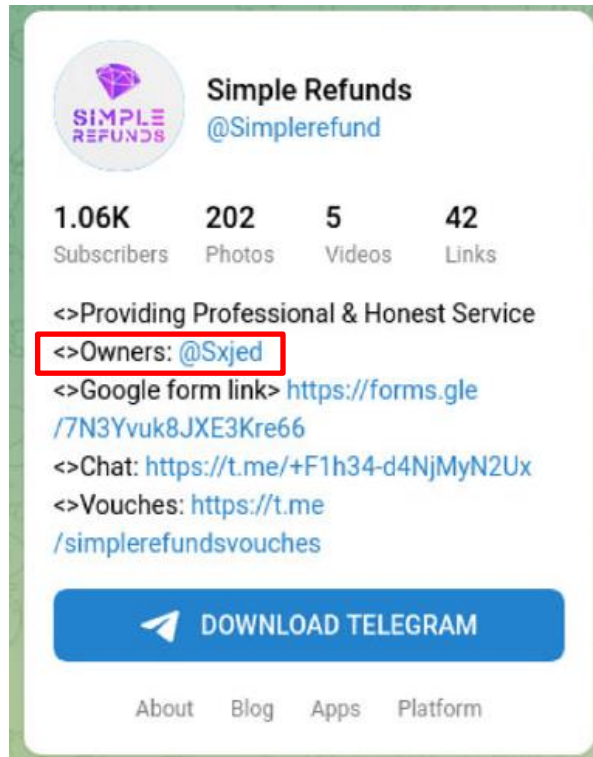 SIMPLE
REFUNDS
Simple Refunds
@Simplerefund
1.06K 202 5 42
Subscribers Photos Videos Links
<>Providing Professional & Honest Service
<>Owners: @Sxjed
<>Google form link> https://forms.gle
/7N3Yvuk8JXE3Kre66
<>Chat: https://t.me/+F1h34-d4NjMyN2Ux
<>Vouches: https://t.me
/simplerefundsvouches
DOWNLOAD TELEGRAM
About Blog Apps Platform